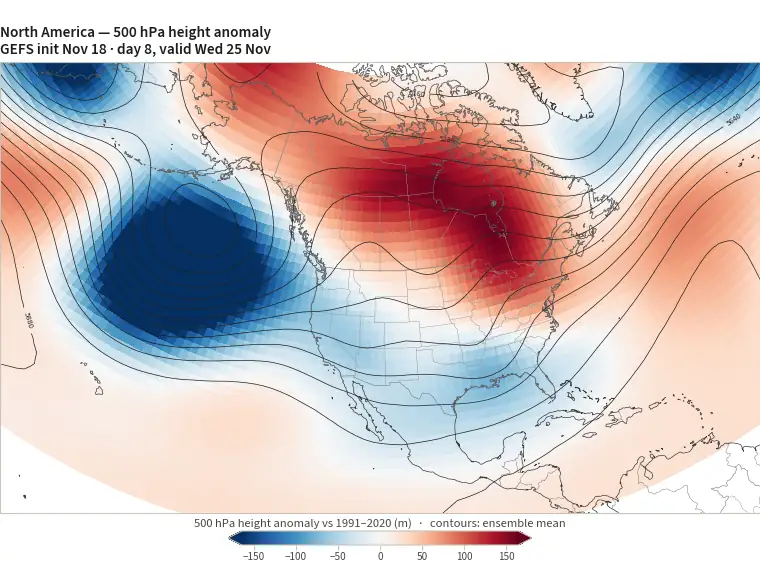 North America — 500 hPa height anomaly
GEFS init Nov 18 · day 8, valid Wed 25 Nov
5640
5880
500 hPa height anomaly vs 1991–2020 (m) · contours: ensemble mean
−150 −100 −50 0 50 100 150